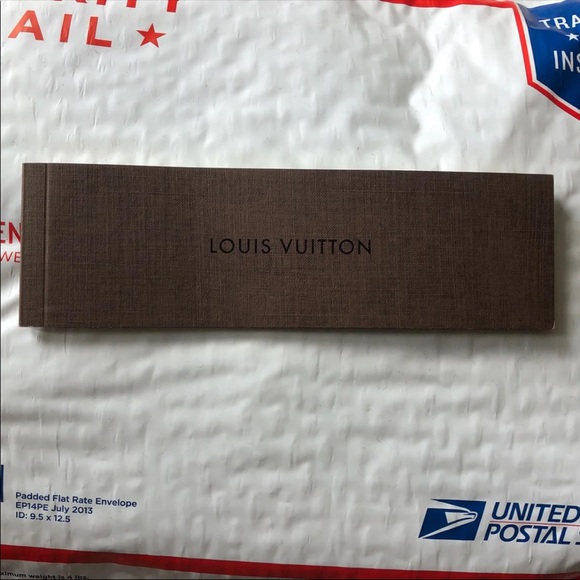 AIL ★
TRA
INS
LOUIS VUITTON
EN
WE
Padded Flat Rate Envelope
EP14PE July 2013
ID: 9.5 x 12.5
UNITED
POSTAL S